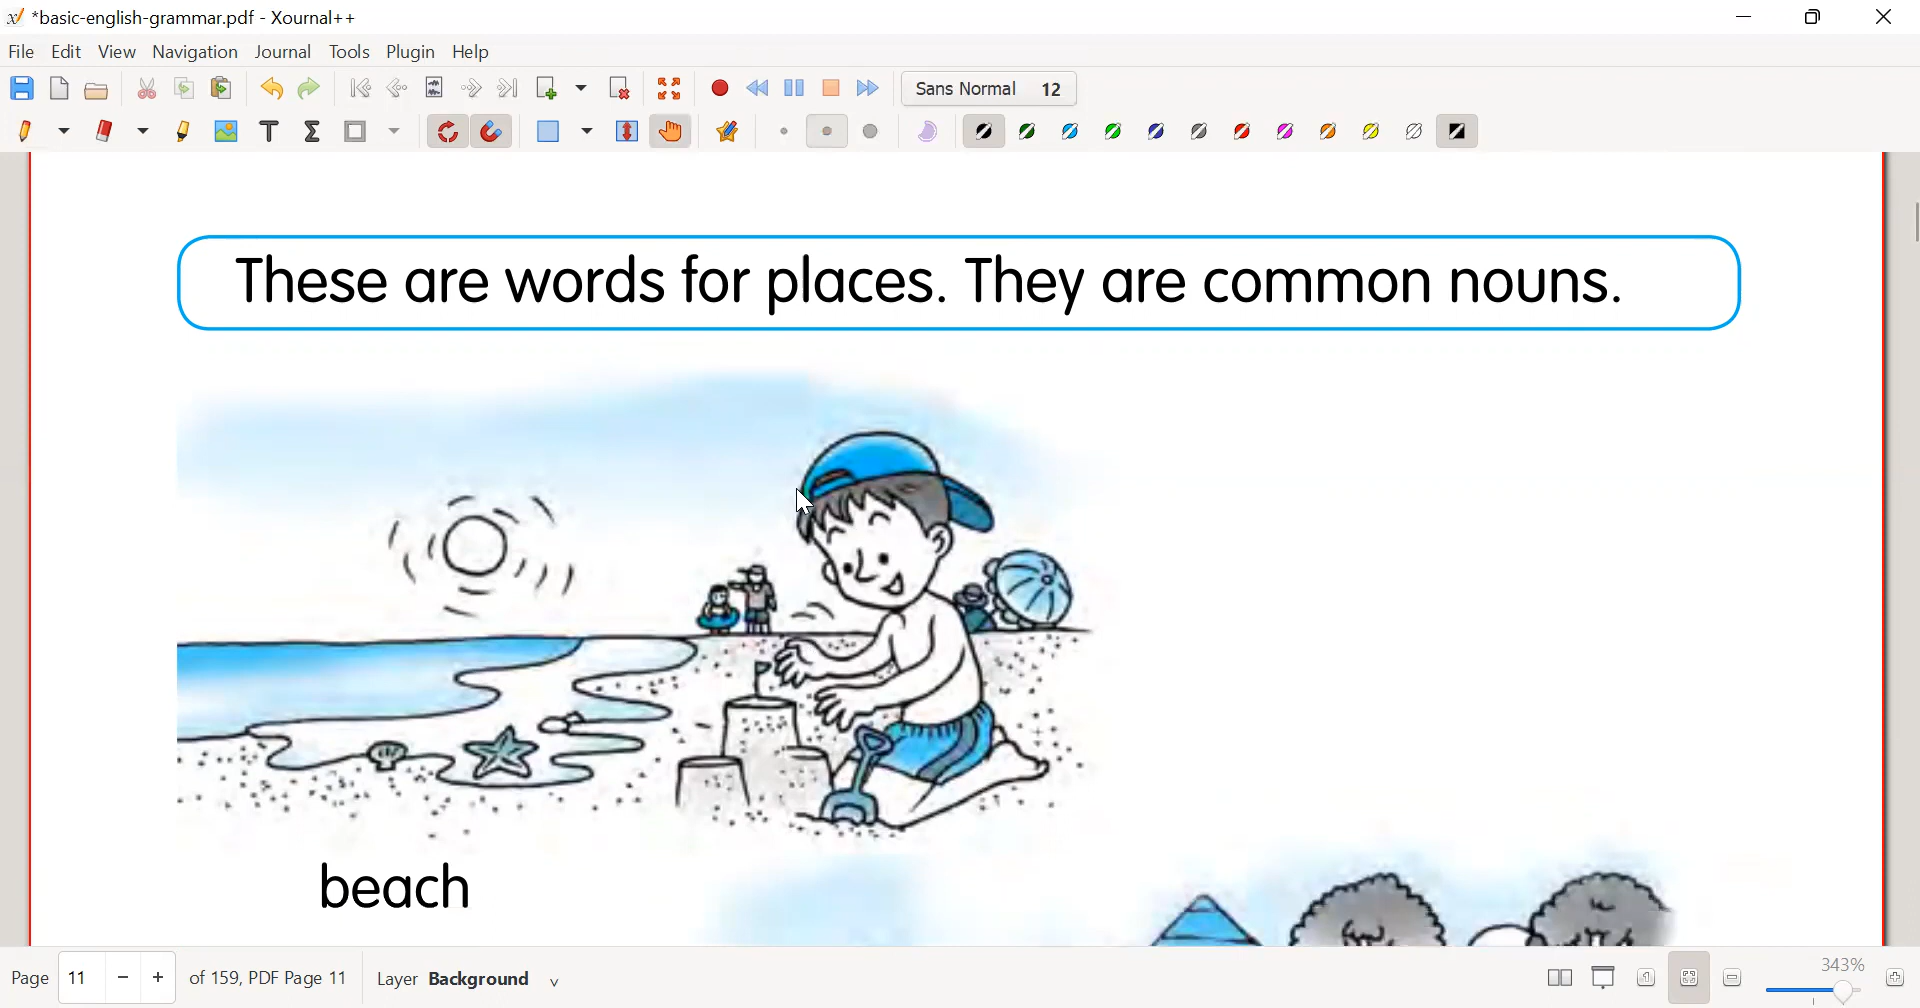 *basic-english-grammar.pdf - Xournal++
File Edit View Navigation Journal Tools Plugin Help
Sans Normal 12
These are words for places. They are common nouns.
beach
Page 11 of 159, PDF Page 11 Layer Background 343%